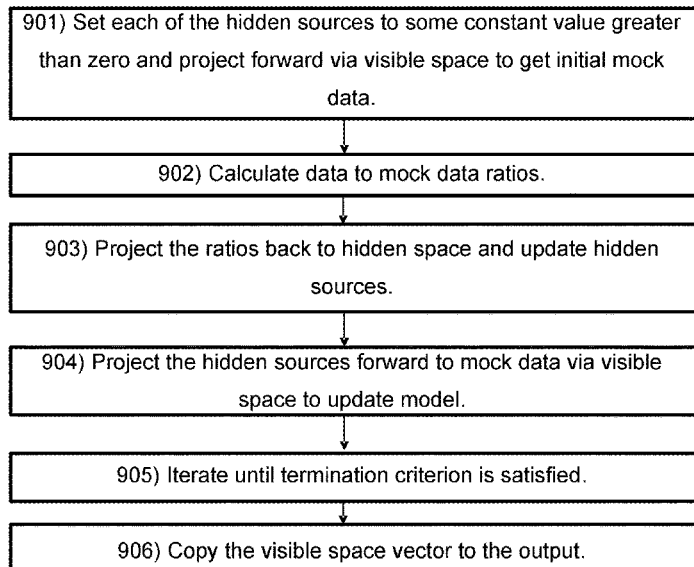 901) Set each of the hidden sources to some constant value greater
than zero and project forward via visible space to get initial mock
data.
902) Calculate data to mock data ratios.
903) Project the ratios back to hidden space and update hidden
sources.
904) Project the hidden sources forward to mock data via visible
space to update model.
905) Iterate until termination criterion is satisfied.
906) Copy the visible space vector to the output.